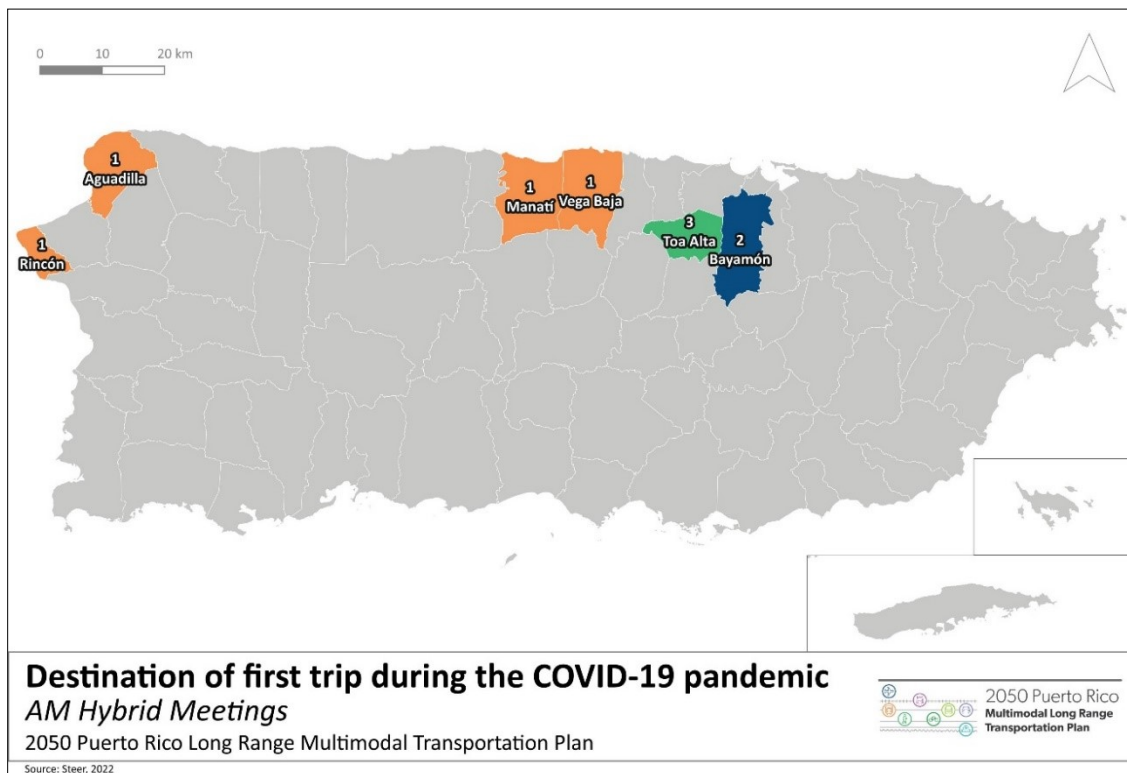 0 10 20 km
1
Aguadilla
1
Rincón
1
Manatí
1
Vega Baja
3
Toa Alta
2
Bayamón
Destination of first trip during the COVID-19 pandemic
AM Hybrid Meetings
2050 Puerto Rico Long Range Multimodal Transportation Plan
2050 Puerto Rico
Multimodal Long Range
Transportation Plan
Source: Steer, 2022